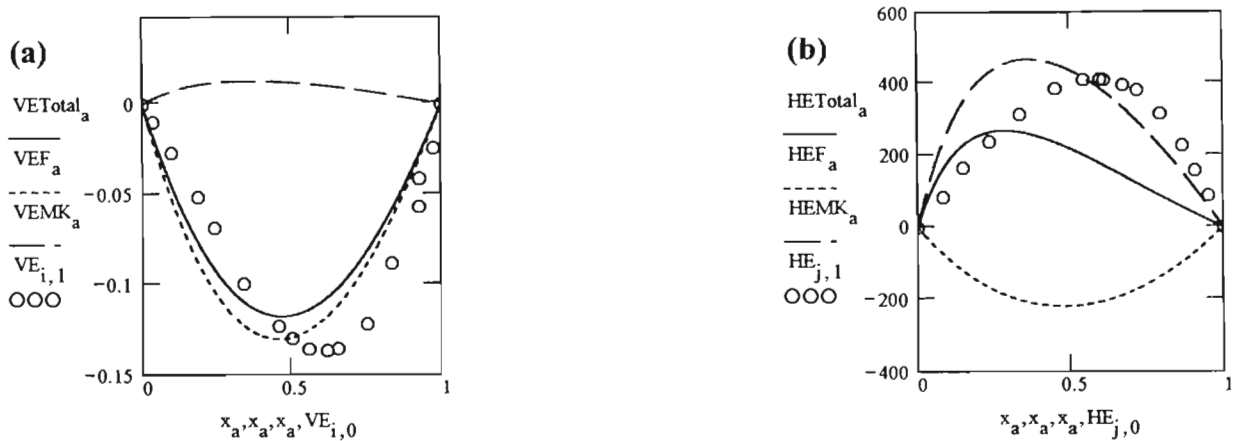 (a)
VETotal_a
VEF_a
VEMK_a
VE_i,1
0
−0.05
−0.1
−0.15
0
0.5
1
x_a,x_a,x_a,VE_i,0
(b)
HETotal_a
HEF_a
HEMK_a
HE_j,1
600
400
200
0
−200
−400
0
0.5
1
x_a,x_a,x_a,HE_j,0